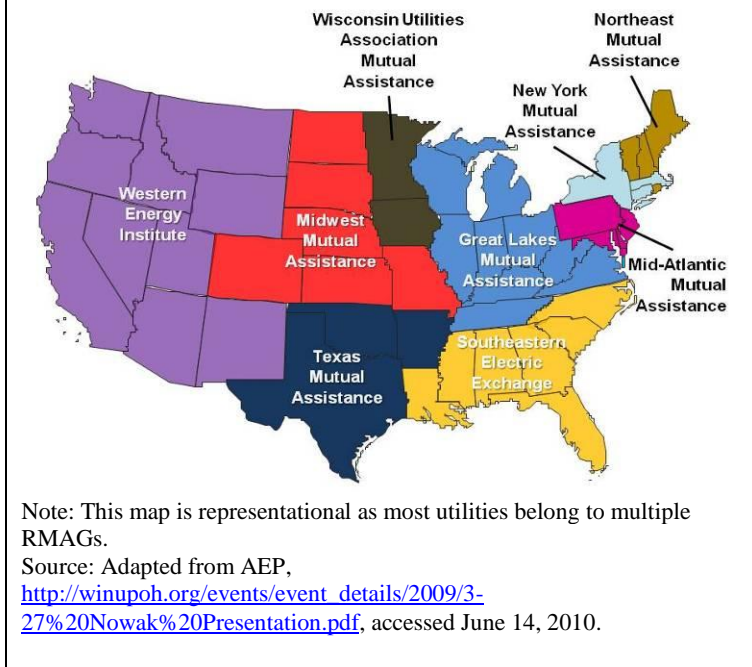 Wisconsin Utilities
Association
Mutual
Assistance
Northeast
Mutual
Assistance
New York
Mutual
Assistance
Western
Energy
Institute
Midwest
Mutual
Assistance
Great Lakes
Mutual
Assistance
Mid-Atlantic
Mutual
Assistance
Texas
Mutual
Assistance
Southeastern
Electric
Exchange
Note: This map is representational as most utilities belong to multiple
RMAGs.
Source: Adapted from AEP,
http://winupoh.org/events/event_details/2009/3-
27%20Nowak%20Presentation.pdf, accessed June 14, 2010.